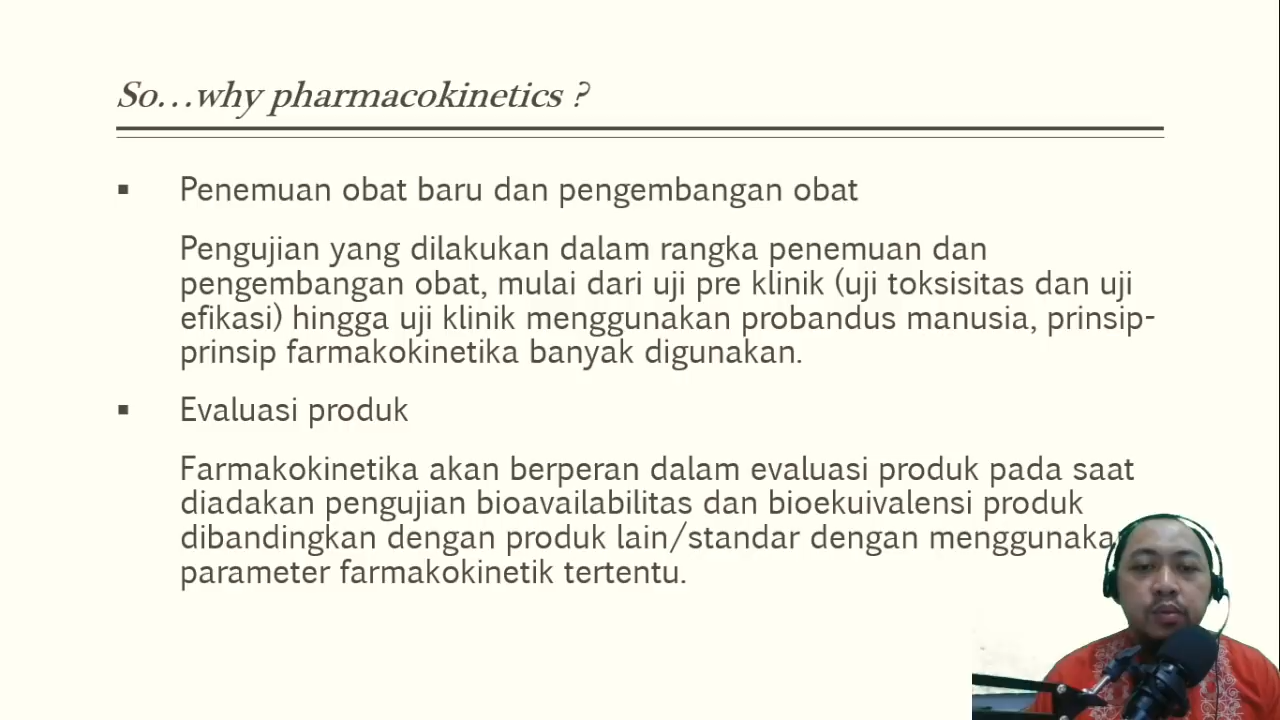 So…why pharmacokinetics ?
▪ Penemuan obat baru dan pengembangan obat
Pengujian yang dilakukan dalam rangka penemuan dan
pengembangan obat, mulai dari uji pre klinik (uji toksisitas dan uji
efikasi) hingga uji klinik menggunakan probandus manusia, prinsip-
prinsip farmakokinetika banyak digunakan.
▪ Evaluasi produk
Farmakokinetika akan berperan dalam evaluasi produk pada saat
diadakan pengujian bioavailabilitas dan bioekuivalensi produk
dibandingkan dengan produk lain/standar dengan menggunaka
parameter farmakokinetik tertentu.